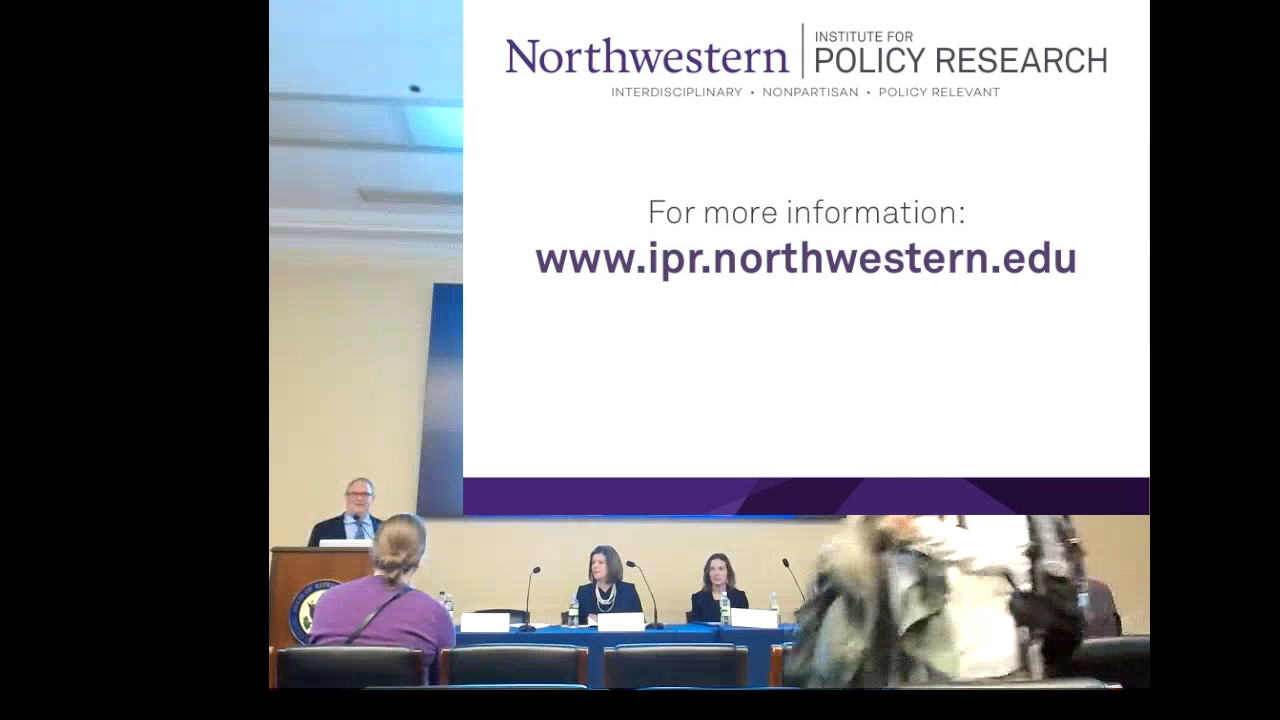 Northwestern
INSTITUTE FOR
POLICY RESEARCH
INTERDISCIPLINARY • NONPARTISAN • POLICY RELEVANT
For more information:
www.ipr.northwestern.edu